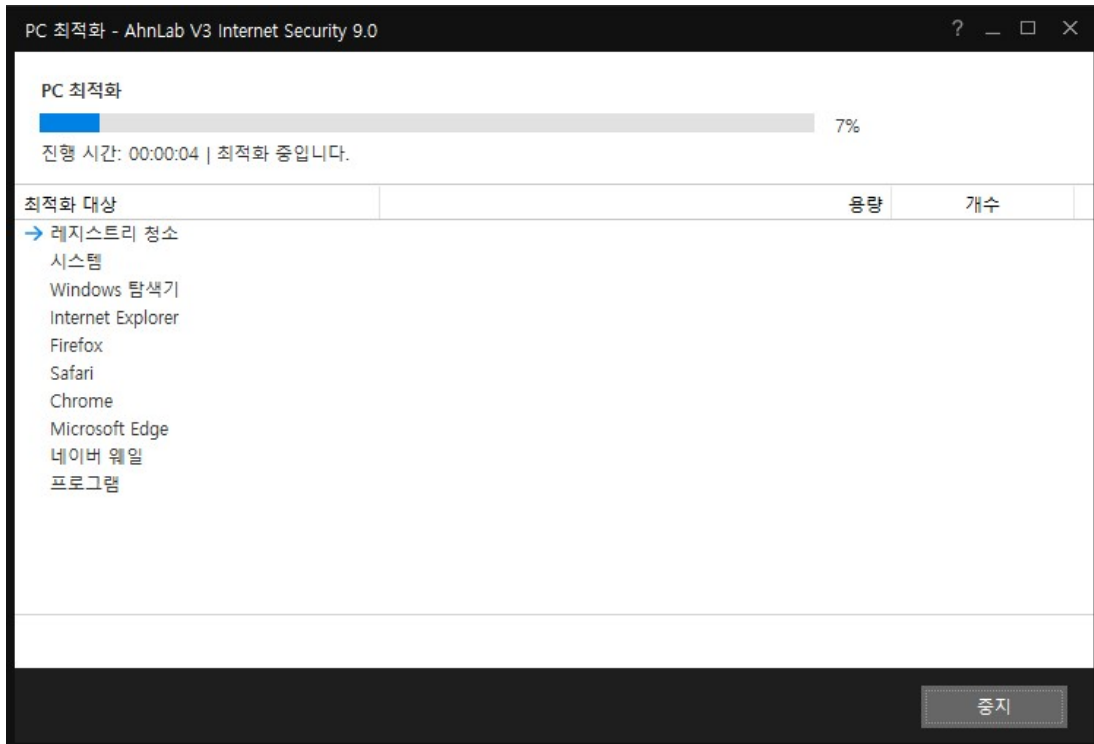 PC 최적화 - AhnLab V3 Internet Security 9.0
PC 최적화
7%
진행 시간: 00:00:04 | 최적화 중입니다.
최적화 대상 용량 개수
레지스트리 청소
시스템
Windows 탐색기
Internet Explorer
Firefox
Safari
Chrome
Microsoft Edge
네이버 웨일
프로그램
중지